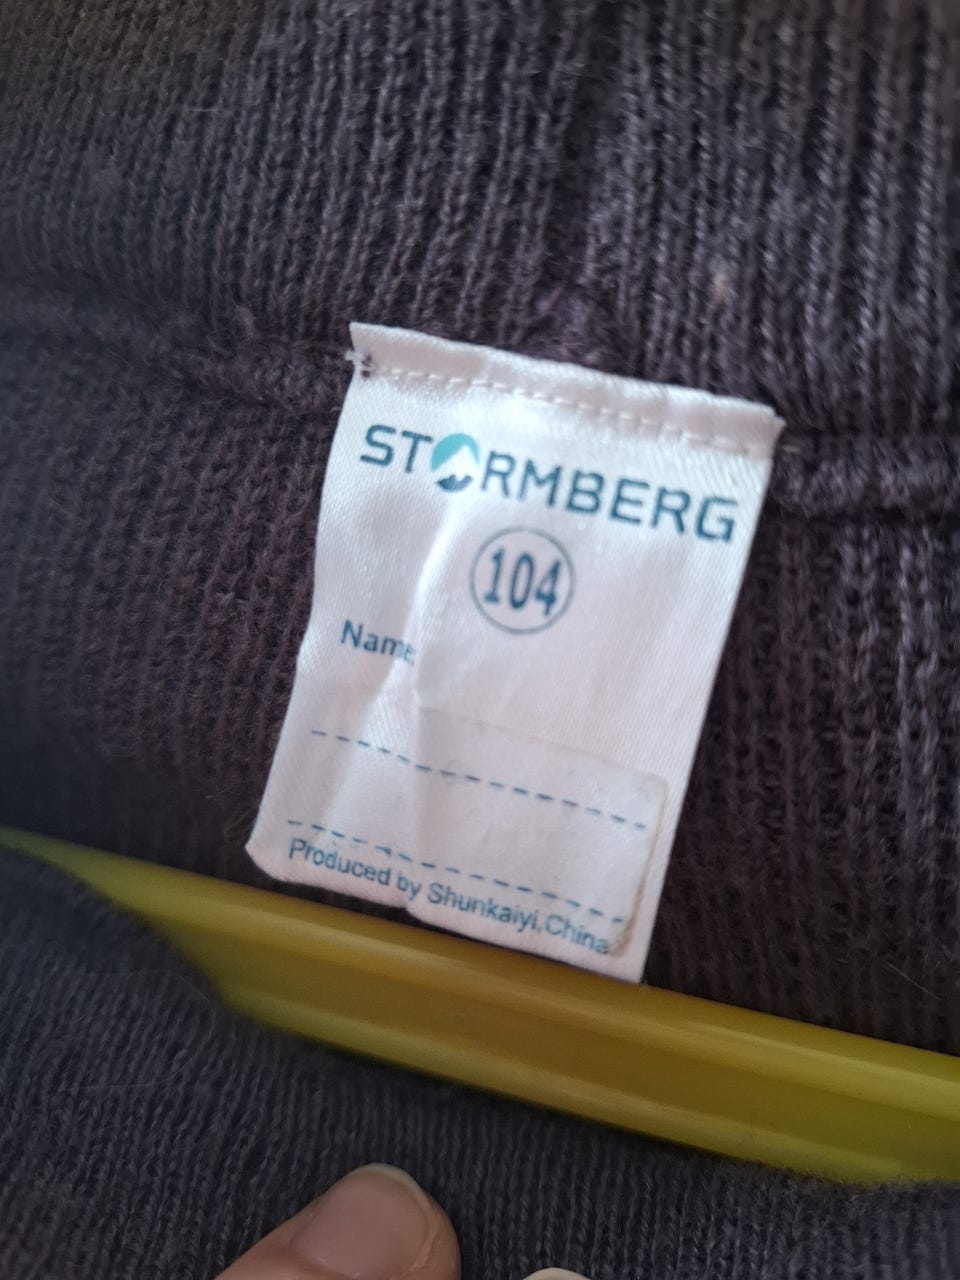 STORMBERG
104
Name:
Produced by Shunkaiyi,China